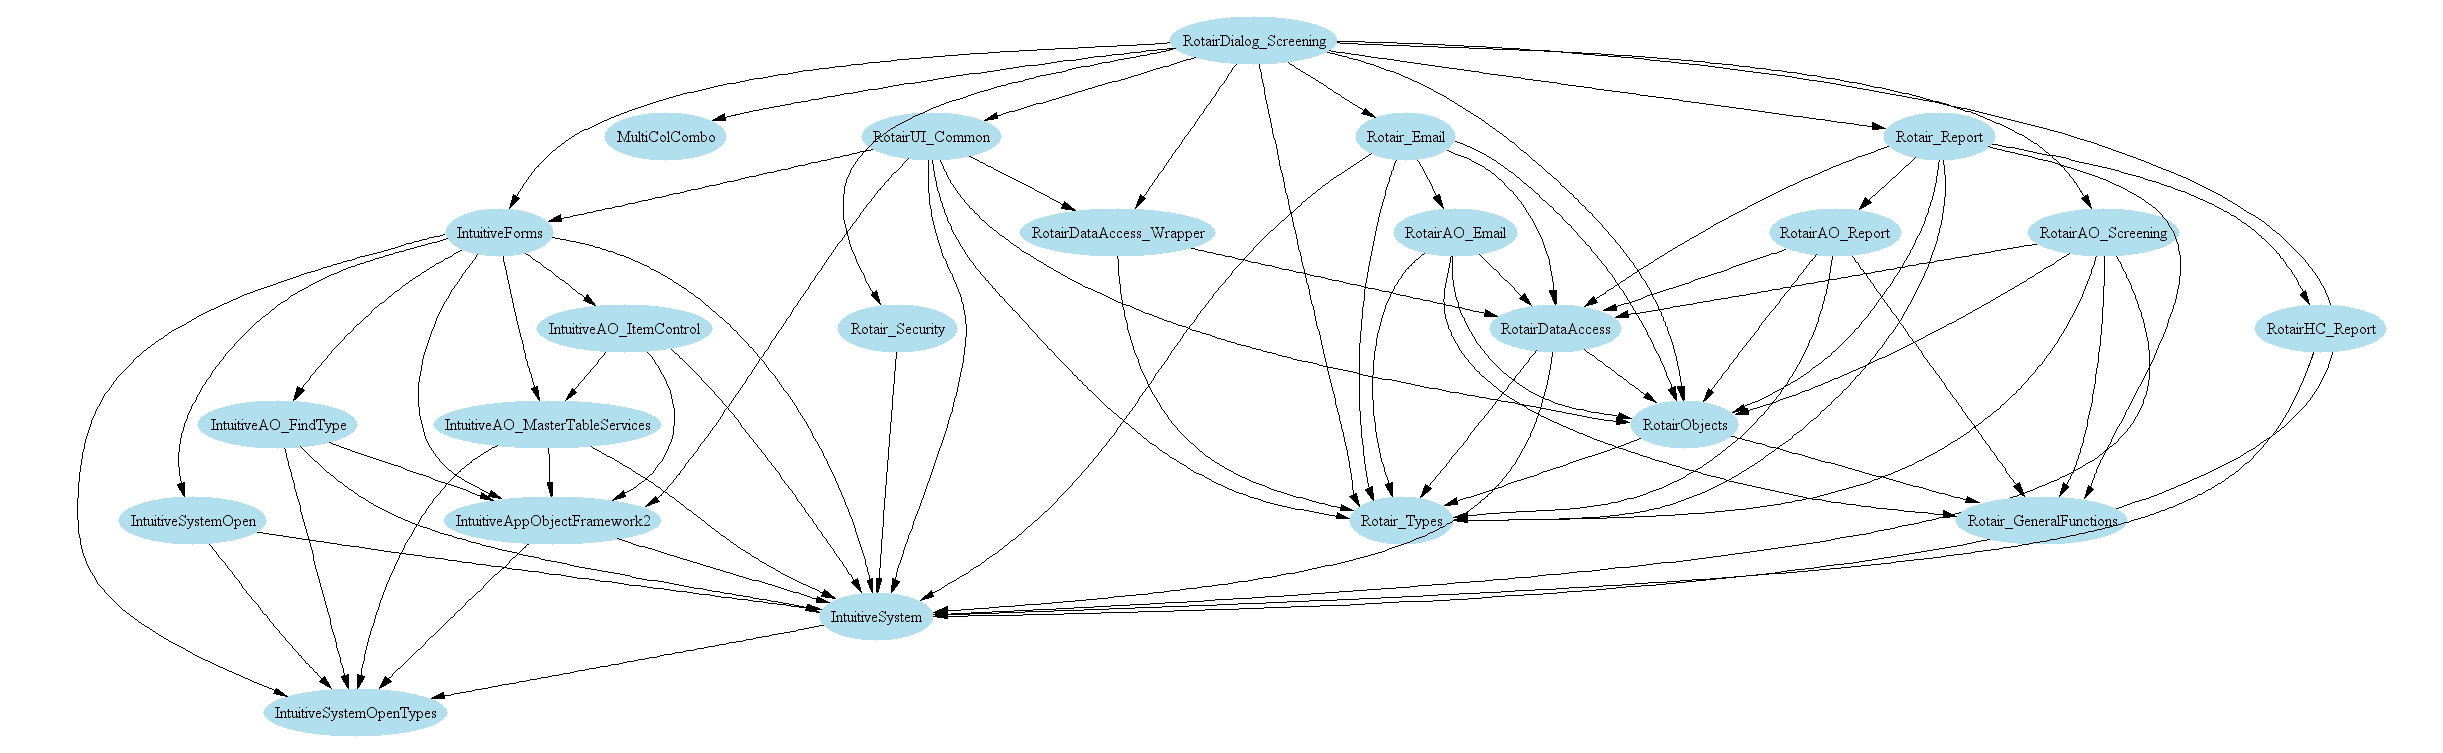 RotairDialog_Screening
MultiColCombo
RotairUI_Common
Rotair_Email
Rotair_Report
IntuitiveForms
RotairDataAccess_Wrapper
RotairAO_Email
RotairAO_Report
RotairAO_Screening
IntuitiveAO_ItemControl
Rotair_Security
RotairDataAccess
RotairHC_Report
IntuitiveAO_FindType
IntuitiveAO_MasterTableServices
RotairObjects
IntuitiveSystemOpen
IntuitiveAppObjectFramework2
Rotair_Types
Rotair_GeneralFunctions
IntuitiveSystem
IntuitiveSystemOpenTypes